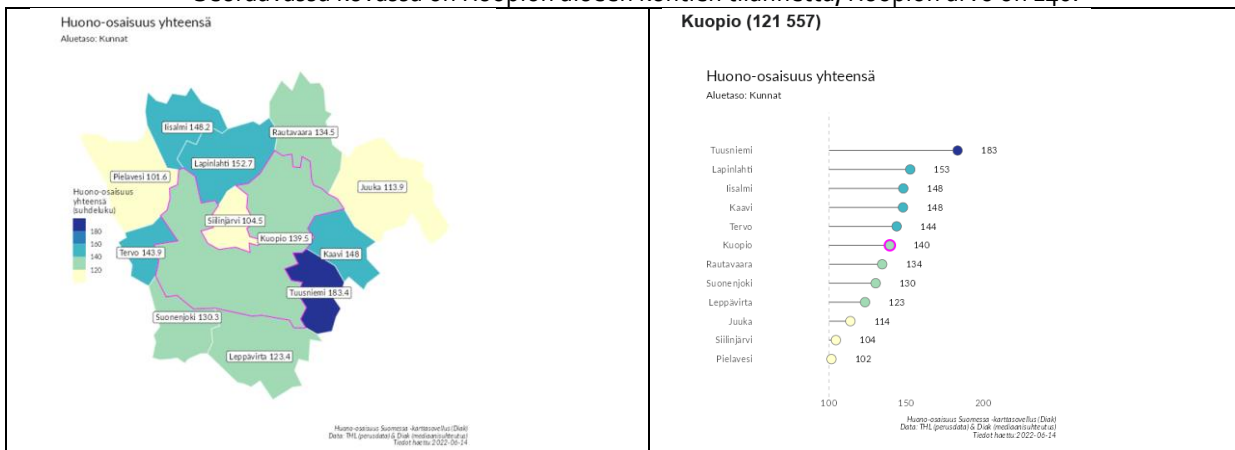 Huono-osaisuus yhteensä
Aluetaso: Kunnat
Iisalmi 148.2
Rautavaara 134.5
Lapinlahti 152.7
Pielavesi 101.6
Juuka 113.9
Huono-osaisuus
yhteensä
(suhdeluku)
180
160
140
120
Siilinjärvi 104.5
Kuopio 139.5
Tervo 143.9
Kaavi 148
Tuusniemi 183.4
Suonenjoki 130.3
Leppävirta 123.4
Huono-osaisuus Suomessa -karttasovellus (Diak)
Data: THL (perusdata) & Diak (mediaanisuhteutus)
Tiedot haettu: 2022-06-14
Kuopio (121 557)
Huono-osaisuus yhteensä
Aluetaso: Kunnat
Tuusniemi 183
Lapinlahti 153
Iisalmi 148
Kaavi 148
Tervo 144
Kuopio 140
Rautavaara 134
Suonenjoki 130
Leppävirta 123
Juuka 114
Siilinjärvi 104
Pielavesi 102
100 150 200
Huono-osaisuus Suomessa -karttasovellus (Diak)
Data: THL (perusdata) & Diak (mediaanisuhteutus)
Tiedot haettu: 2022-06-14